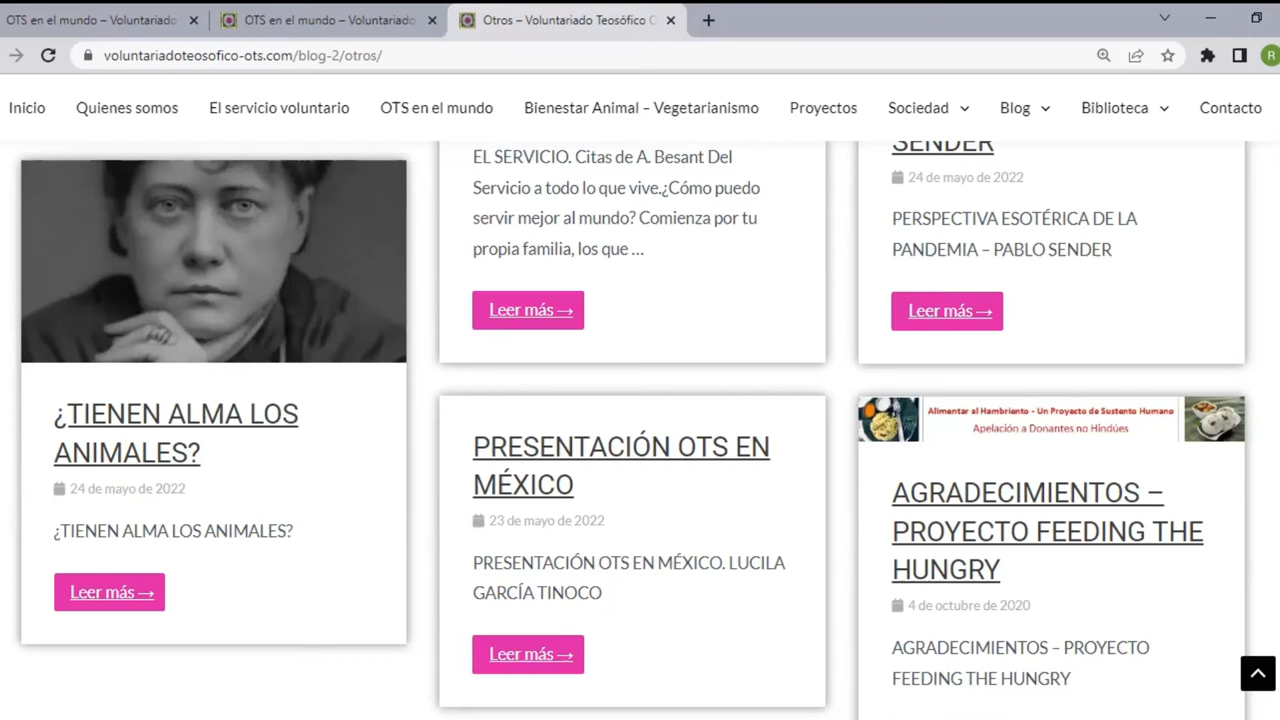 OTS en el mundo – Voluntariado
OTS en el mundo – Voluntariado
Otros – Voluntariado Teosófico O
voluntariadoteosofico-ots.com/blog-2/otros/
R
Inicio
Quienes somos
El servicio voluntario
OTS en el mundo
Bienestar Animal – Vegetarianismo
Proyectos
Sociedad
Blog
Biblioteca
Contacto
¿TIENEN ALMA LOS
ANIMALES?
24 de mayo de 2022
¿TIENEN ALMA LOS ANIMALES?
Leer más →
EL SERVICIO. Citas de A. Besant Del
Servicio a todo lo que vive.¿Cómo puedo
servir mejor al mundo? Comienza por tu
propia familia, los que ...
Leer más →
PRESENTACIÓN OTS EN
MÉXICO
23 de mayo de 2022
PRESENTACIÓN OTS EN MÉXICO. LUCILA
GARCÍA TINOCO
Leer más →
SENDER
24 de mayo de 2022
PERSPECTIVA ESOTÉRICA DE LA
PANDEMIA – PABLO SENDER
Leer más →
Alimentar al Hambriento - Un Proyecto de Sustento Humano
Apelación a Donantes no Hindúes
AGRADECIMIENTOS –
PROYECTO FEEDING THE
HUNGRY
4 de octubre de 2020
AGRADECIMIENTOS – PROYECTO
FEEDING THE HUNGRY